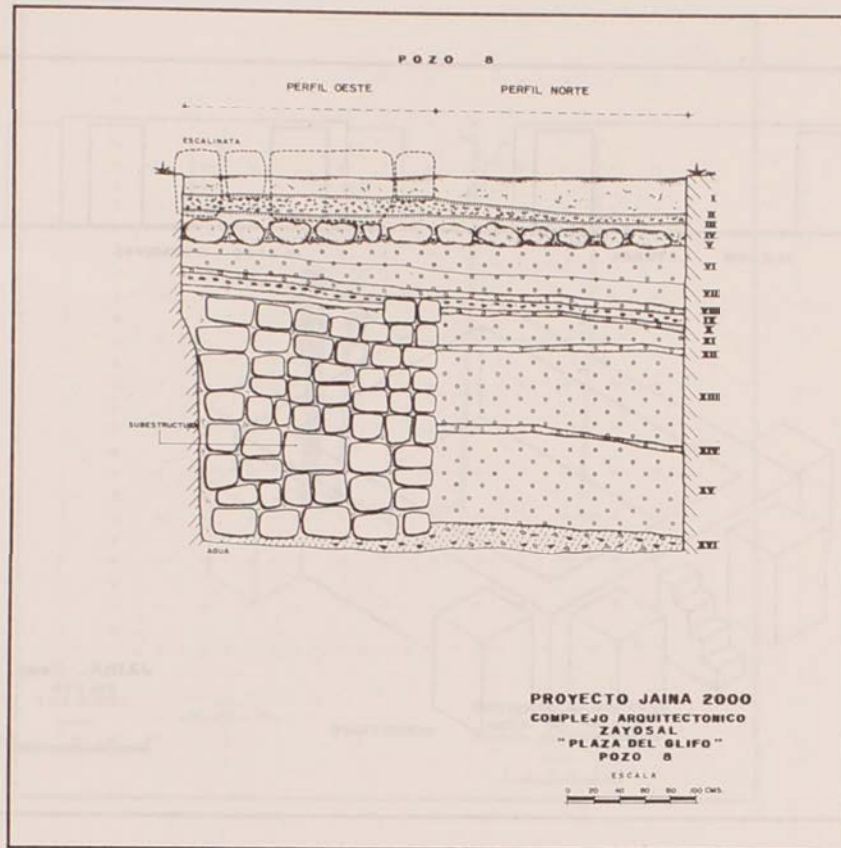 POZO 8
PERFIL OESTE
PERFIL NORTE
ESCALINATA
I
II
III
IV
V
VI
VII
VIII
IX
X
XI
XII
XIII
SUBESTRUCTURA
XIV
XV
AGUA
XVI
PROYECTO JAINA 2000
COMPLEJO ARQUITECTONICO
ZAYOSAL
"PLAZA DEL GLIFO"
POZO 8
ESCALA
0 20 40 60 80 100 CMS.